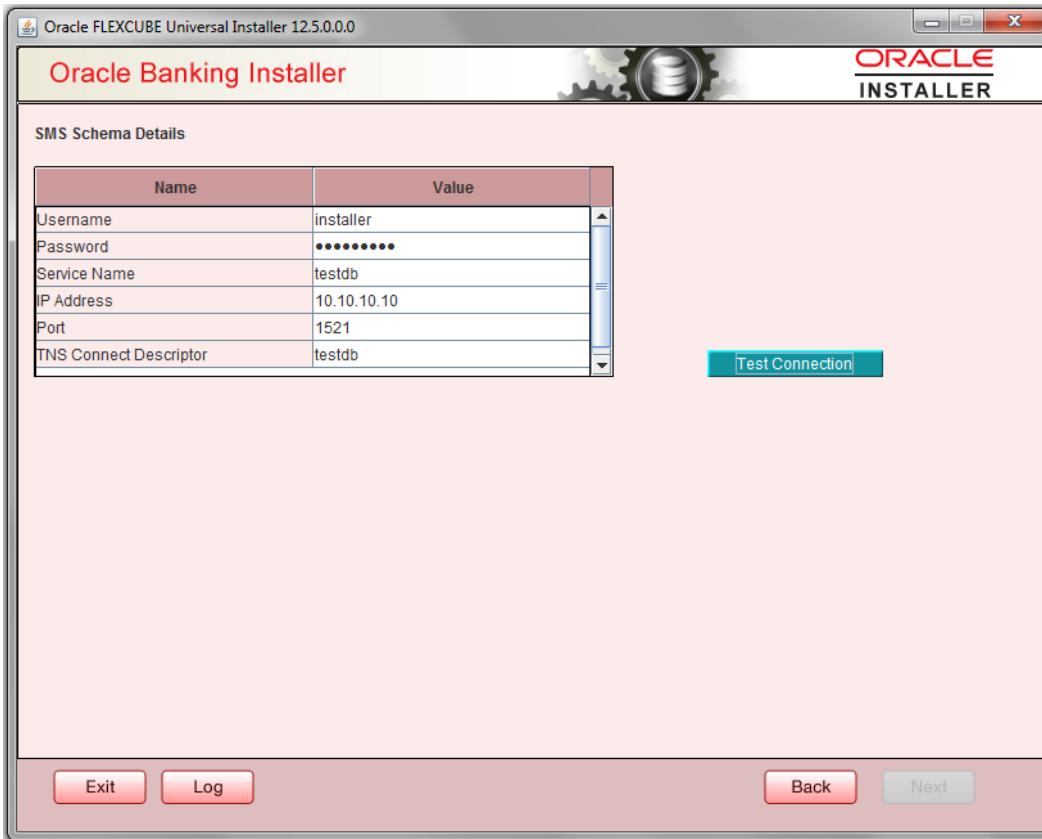 Oracle FLEXCUBE Universal Installer 12.5.0.0.0
Oracle Banking Installer
ORACLE
INSTALLER
SMS Schema Details
Name Value
Username installer
Password •••••••••
Service Name testdb
IP Address 10.10.10.10
Port 1521
TNS Connect Descriptor testdb
Test Connection
Exit Log Back Next